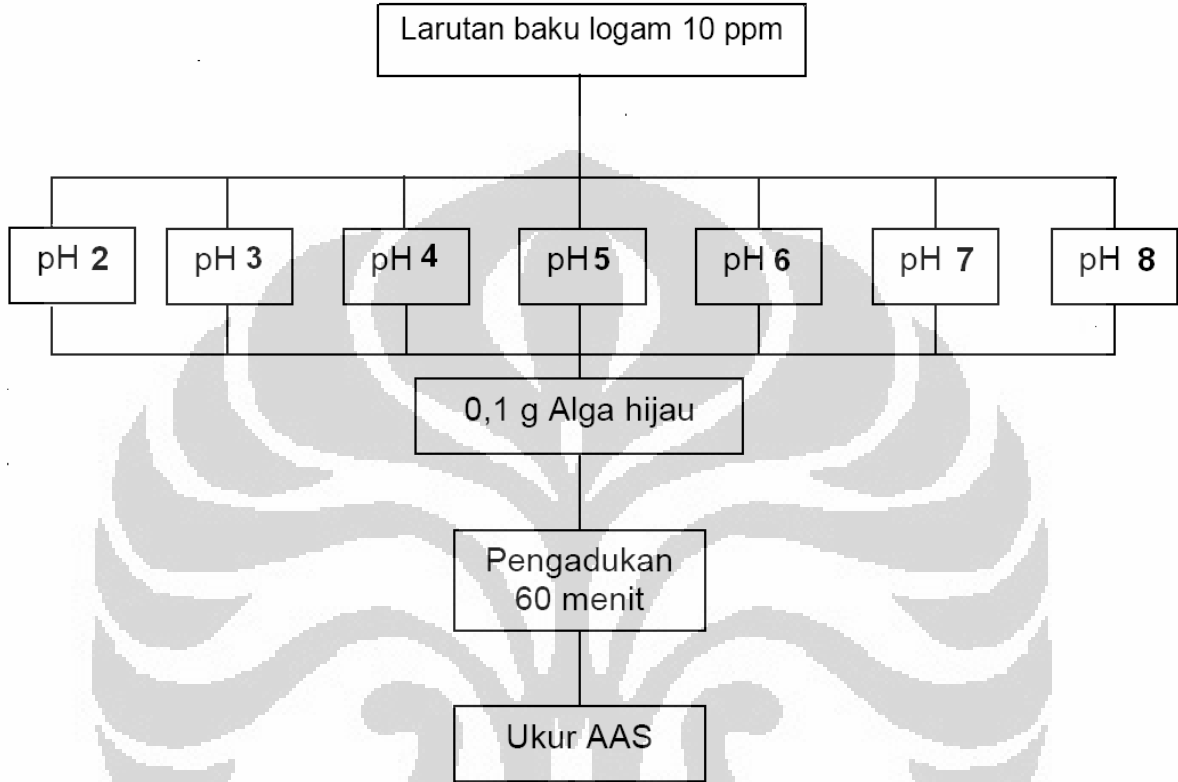 Larutan baku logam 10 ppm
pH 2
pH 3
pH 4
pH 5
pH 6
pH 7
pH 8
0,1 g Alga hijau
Pengadukan
60 menit
Ukur AAS